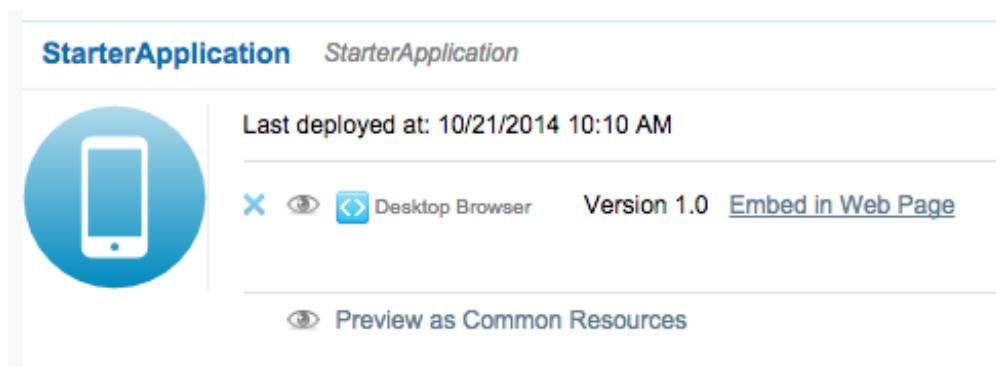 StarterApplication StarterApplication
Last deployed at: 10/21/2014 10:10 AM
Desktop Browser Version 1.0 Embed in Web Page
Preview as Common Resources